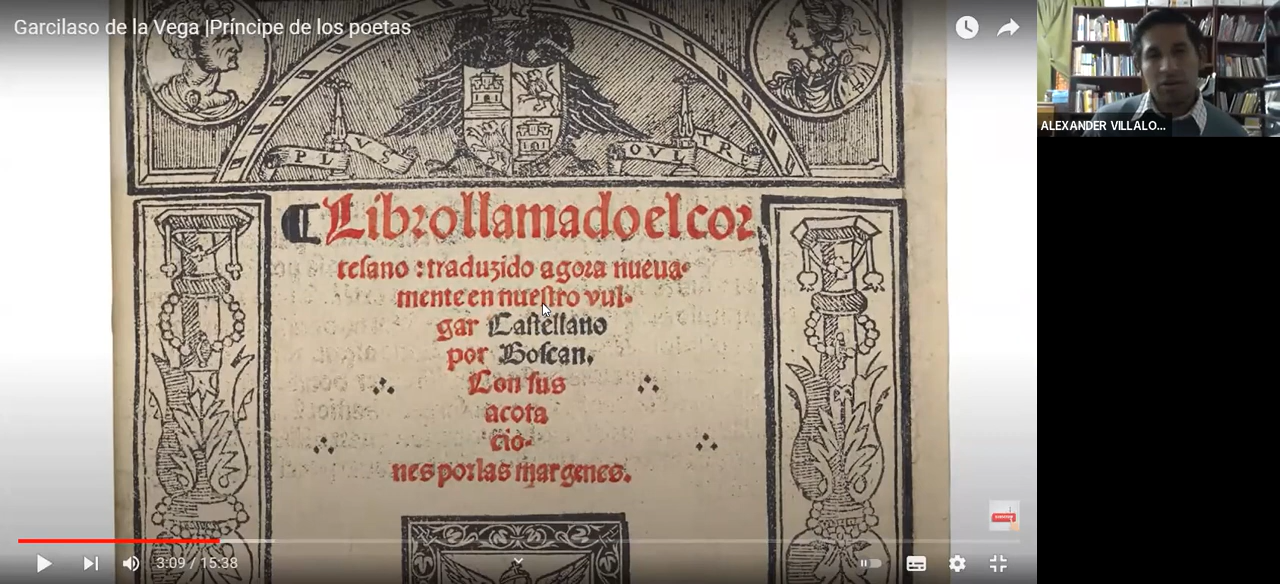 Garcilaso de la Vega |Príncipe de los poetas
ALEXANDER VILLALO...
PLVS
OVLTRE
Libro llamado el cor
tesano : traduzido agora nueua-
mente en nuestro vul-
gar Castellano
por Boscan.
Con sus
acota
cio-
nes por las margenes.
3:09 / 15:38